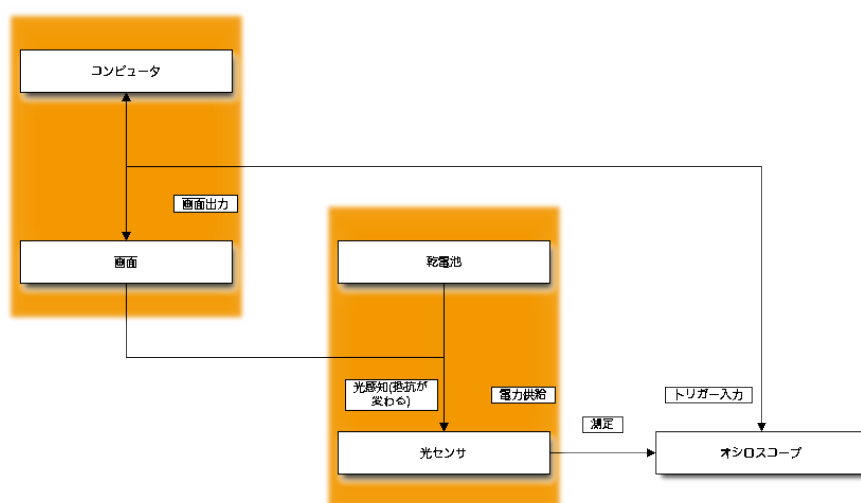 コンピュータ
画面出力
画面
乾電池
光感知(抵抗が
変わる)
電力供給
トリガー入力
測定
光センサ
オシロスコープ